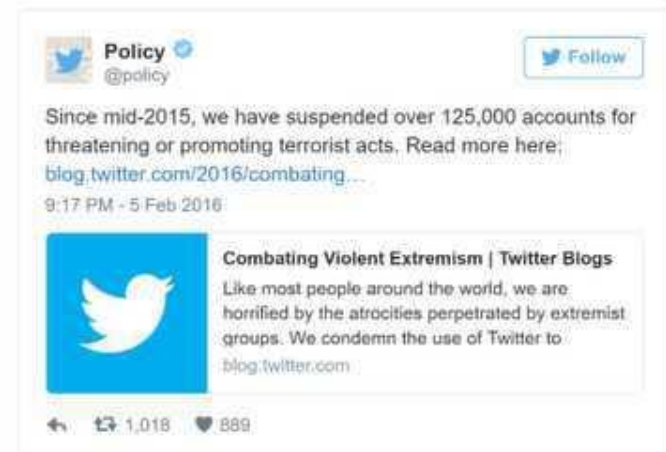 Policy
@policy
Follow
Since mid-2015, we have suspended over 125,000 accounts for
threatening or promoting terrorist acts. Read more here:
blog.twitter.com/2016/combating…
9:17 PM - 5 Feb 2016
Combating Violent Extremism | Twitter Blogs
Like most people around the world, we are
horrified by the atrocities perpetrated by extremist
groups. We condemn the use of Twitter to
blog.twitter.com
1,018 889